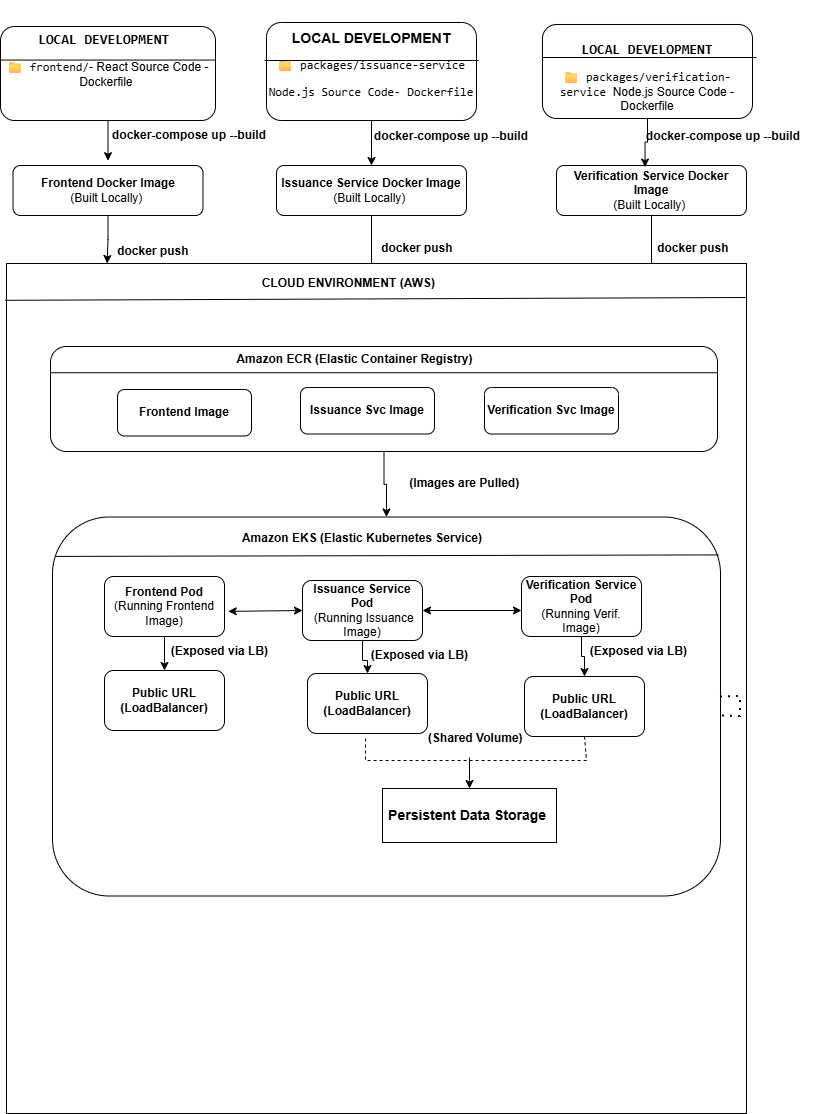 LOCAL DEVELOPMENT
frontend/- React Source Code -
Dockerfile
LOCAL DEVELOPMENT
packages/issuance-service
Node.js Source Code- Dockerfile
LOCAL DEVELOPMENT
packages/verification-
service Node.js Source Code -
Dockerfile
docker-compose up --build
docker-compose up --build
docker-compose up --build
Frontend Docker Image
(Built Locally)
Issuance Service Docker Image
(Built Locally)
Verification Service Docker
Image
(Built Locally)
docker push
docker push
docker push
CLOUD ENVIRONMENT (AWS)
Amazon ECR (Elastic Container Registry)
Frontend Image
Issuance Svc Image
Verification Svc Image
(Images are Pulled)
Amazon EKS (Elastic Kubernetes Service)
Frontend Pod
(Running Frontend
Image)
Issuance Service
Pod
(Running Issuance
Image)
Verification Service
Pod
(Running Verif.
Image)
(Exposed via LB)
(Exposed via LB)
(Exposed via LB)
Public URL
(LoadBalancer)
Public URL
(LoadBalancer)
Public URL
(LoadBalancer)
(Shared Volume)
Persistent Data Storage